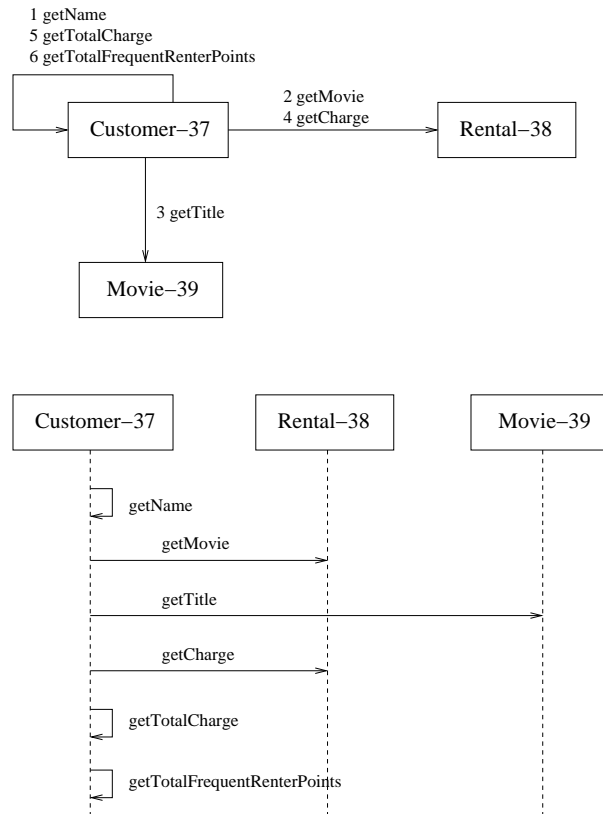 1 getName
5 getTotalCharge
6 getTotalFrequentRenterPoints
2 getMovie
4 getCharge
Customer−37
Rental−38
3 getTitle
Movie−39
Customer−37
Rental−38
Movie−39
getName
getMovie
getTitle
getCharge
getTotalCharge
getTotalFrequentRenterPoints